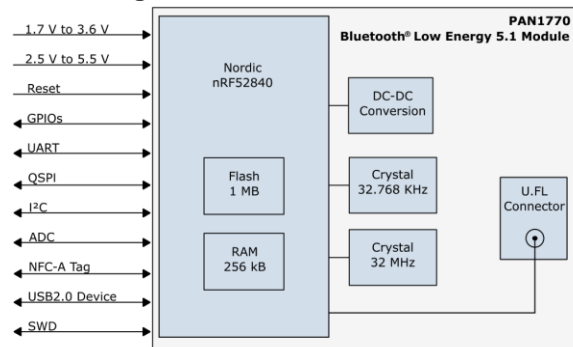 PAN1770
Bluetooth® Low Energy 5.1 Module
1.7 V to 3.6 V
2.5 V to 5.5 V
Reset
GPIOs
UART
QSPI
I²C
ADC
NFC-A Tag
USB2.0 Device
SWD
Nordic
nRF52840
Flash
1 MB
RAM
256 kB
DC-DC
Conversion
Crystal
32.768 KHz
Crystal
32 MHz
U.FL
Connector